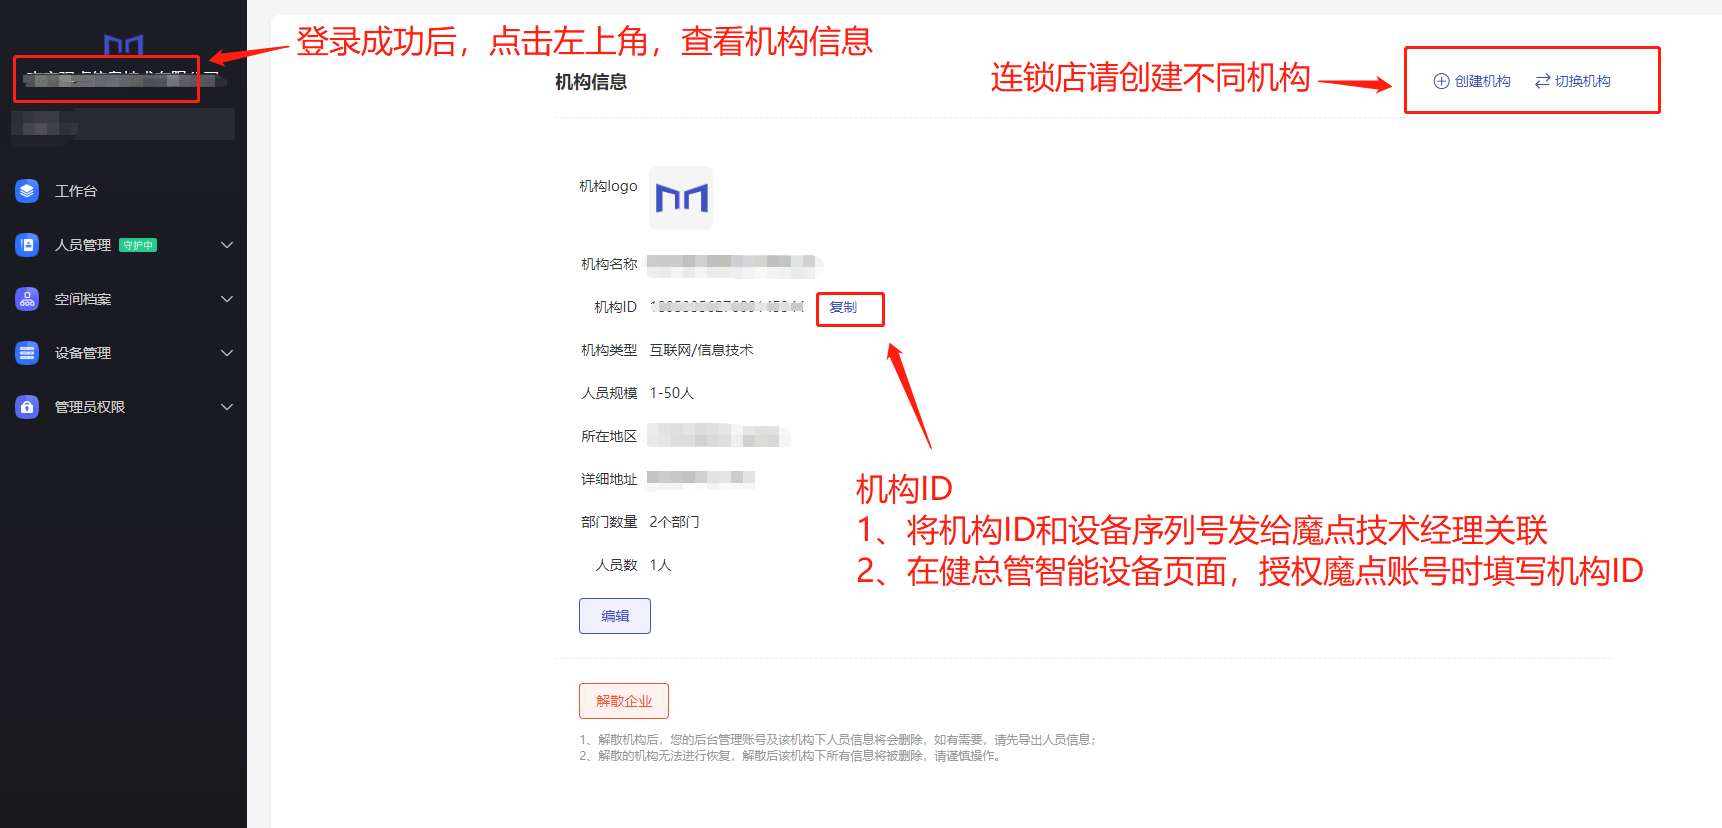 登录成功后，点击左上角，查看机构信息
机构信息
连锁店请创建不同机构
创建机构
切换机构
工作台
人员管理 守护中
空间档案
设备管理
管理员权限
机构logo
机构名称
机构ID
复制
机构类型 互联网/信息技术
人员规模 1-50人
所在地区
详细地址
部门数量 2个部门
人员数 1人
编辑
机构ID
1、将机构ID和设备序列号发给魔点技术经理关联
2、在健总管智能设备页面，授权魔点账号时填写机构ID
解散企业
1、解散机构后，您的后台管理账号及该机构下人员信息将会删除，如有需要，请先导出人员信息；
2、解散的机构无法进行恢复，解散后该机构下所有信息将被删除，请谨慎操作。